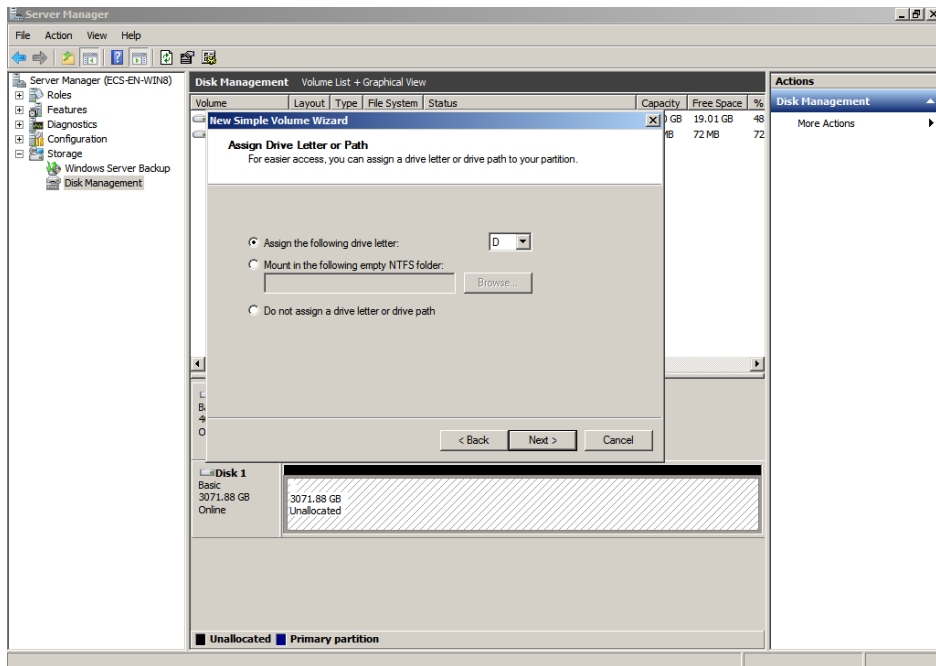 Server Manager
File Action View Help
Server Manager (ECS-EN-WIN8)
Roles
Features
Diagnostics
Configuration
Storage
Windows Server Backup
Disk Management
Disk Management Volume List + Graphical View
Volume Layout Type File System Status Capacity Free Space %
GB 19.01 GB 48
MB 72 MB 72
New Simple Volume Wizard
Assign Drive Letter or Path
For easier access, you can assign a drive letter or drive path to your partition.
Assign the following drive letter: D
Mount in the following empty NTFS folder:
Browse...
Do not assign a drive letter or drive path
< Back Next > Cancel
Disk 1
Basic
3071.88 GB
Online
3071.88 GB
Unallocated
Unallocated Primary partition
Actions
Disk Management
More Actions